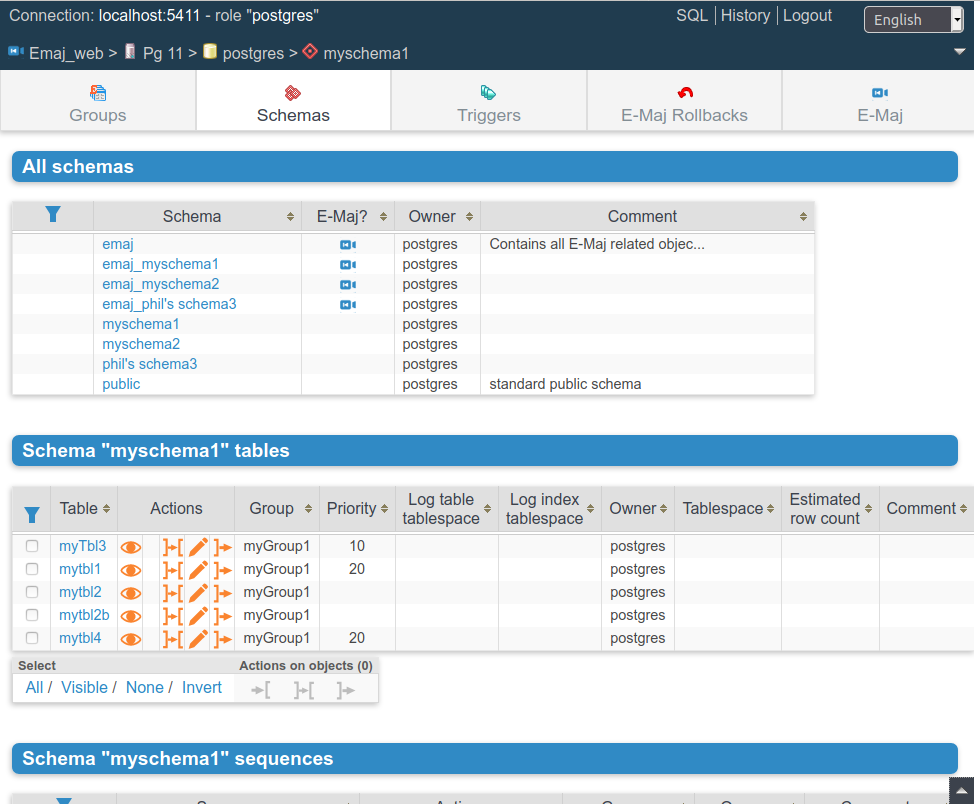 Connection: localhost:5411 - role "postgres"
SQL | History | Logout
English
Emaj_web > Pg 11 > postgres > myschema1
Groups
Schemas
Triggers
E-Maj Rollbacks
E-Maj
All schemas
Schema E-Maj? Owner Comment
emaj postgres Contains all E-Maj related objec...
emaj_myschema1 postgres
emaj_myschema2 postgres
emaj_phil's schema3 postgres
myschema1 postgres
myschema2 postgres
phil's schema3 postgres
public postgres standard public schema
Schema "myschema1" tables
Table Actions Group Priority Log table tablespace Log index tablespace Owner Tablespace Estimated row count Comment
myTbl3 myGroup1 10 postgres
mytbl1 myGroup1 20 postgres
mytbl2 myGroup1 postgres
mytbl2b myGroup1 postgres
mytbl4 myGroup1 20 postgres
Select Actions on objects (0)
All / Visible / None / Invert
Schema "myschema1" sequences